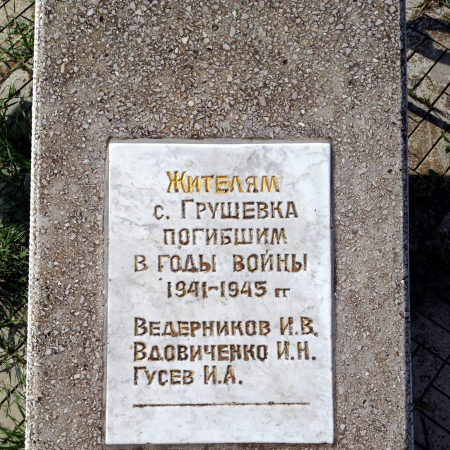 Жителям
с. Грушевка
погибшим
в годы войны
1941-1945 гг
Ведерников И.В.
Вдовиченко И.Н.
Гусев И.А.